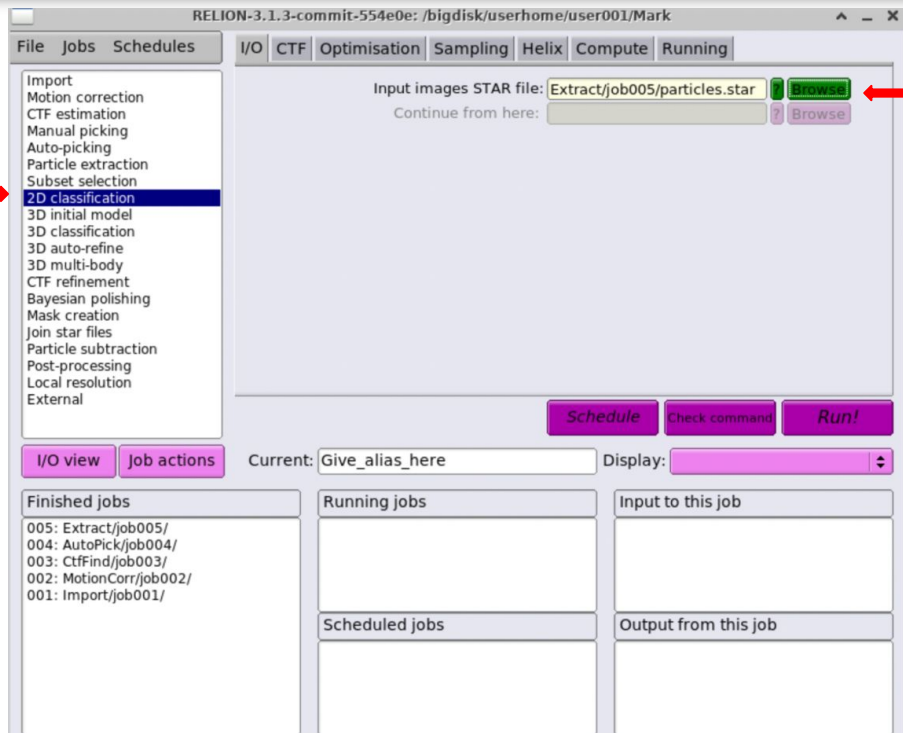 RELION-3.1.3-commit-554e0e: /bigdisk/userhome/user001/Mark
File Jobs Schedules
I/O CTF Optimisation Sampling Helix Compute Running
Import
Motion correction
CTF estimation
Manual picking
Auto-picking
Particle extraction
Subset selection
2D classification
3D initial model
3D classification
3D auto-refine
3D multi-body
CTF refinement
Bayesian polishing
Mask creation
Join star files
Particle subtraction
Post-processing
Local resolution
External
Input images STAR file: Extract/job005/particles.star ? Browse
Continue from here: ? Browse
Schedule Check command Run!
I/O view Job actions Current: Give_alias_here Display:
Finished jobs
005: Extract/job005/
004: AutoPick/job004/
003: CtfFind/job003/
002: MotionCorr/job002/
001: Import/job001/
Running jobs
Scheduled jobs
Input to this job
Output from this job